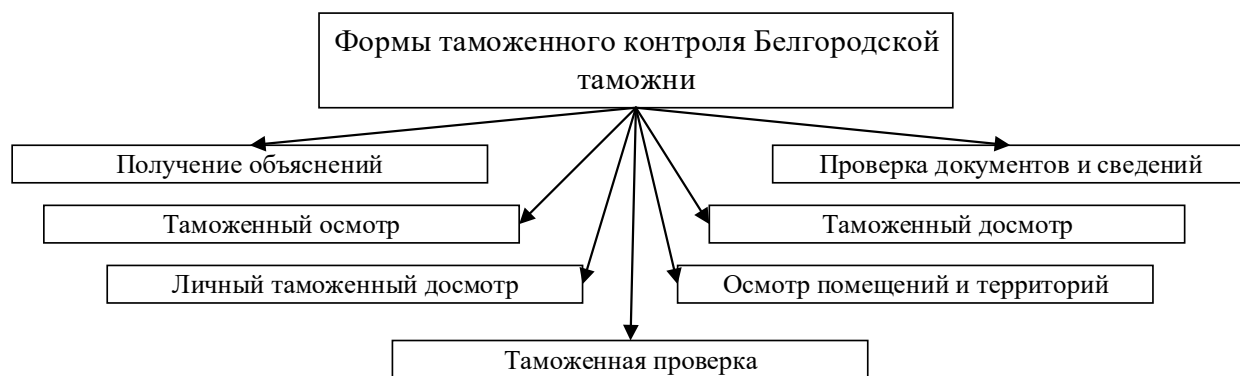 Формы таможенного контроля Белгородской
таможни
Получение объяснений
Проверка документов и сведений
Таможенный осмотр
Таможенный досмотр
Личный таможенный досмотр
Осмотр помещений и территорий
Таможенная проверка